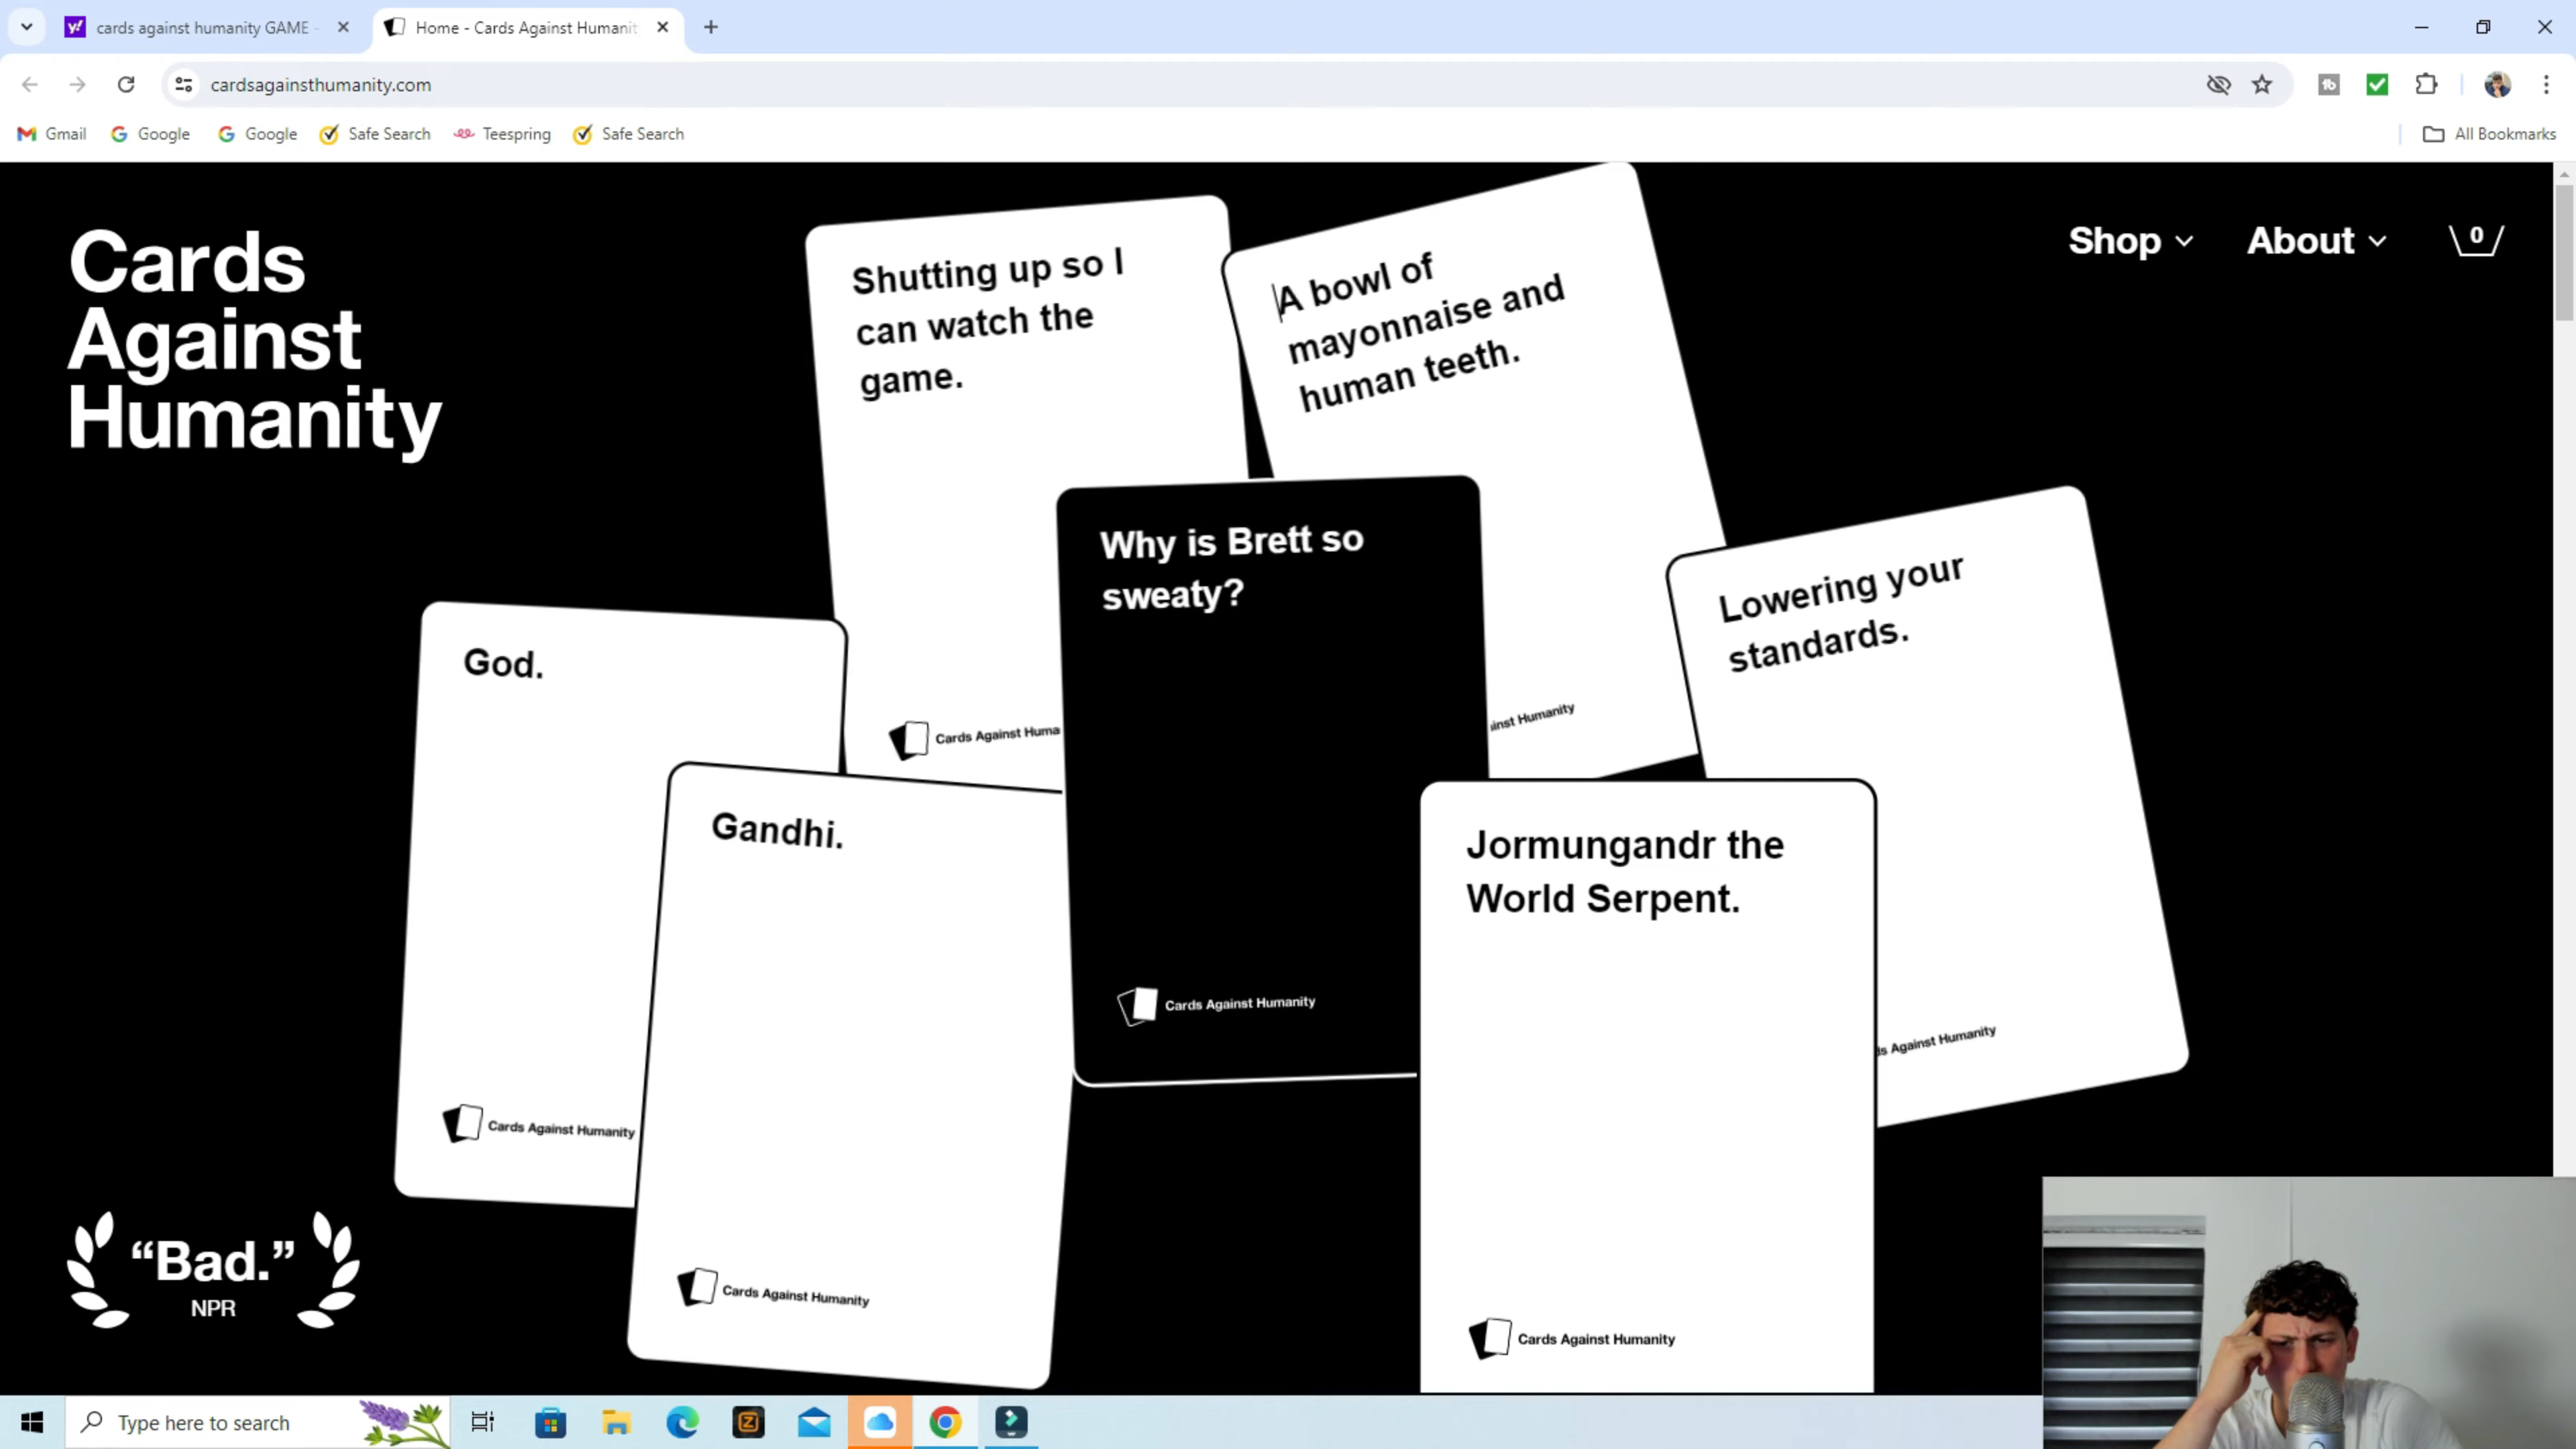 cards against humanity GAME -
Home - Cards Against Humanit
cardsagainsthumanity.com
Gmail
Google
Google
Safe Search
Teespring
Safe Search
All Bookmarks
Cards
Against
Humanity
Shop
About
0
Shutting up so I
can watch the
game.
Cards Against Huma
A bowl of
mayonnaise and
human teeth.
inst Humanity
Why is Brett so
sweaty?
Cards Against Humanity
Lowering your
standards.
ds Against Humanity
God.
Cards Against Humanity
Gandhi.
Cards Against Humanity
Jormungandr the
World Serpent.
Cards Against Humanity
“Bad.”
NPR
Type here to search